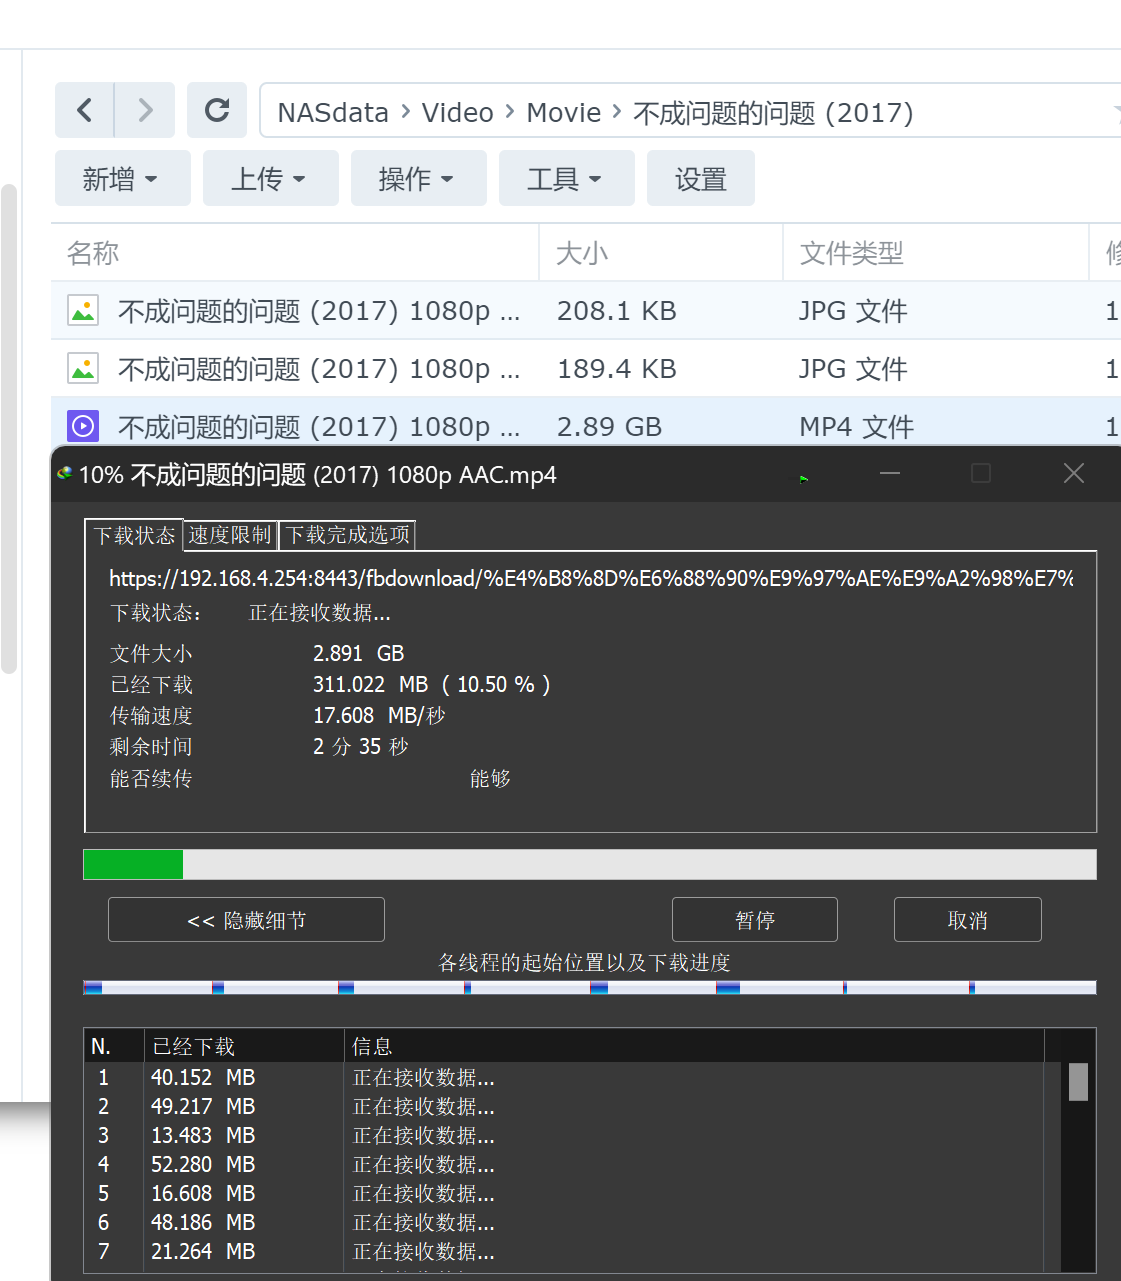 NASdata › Video › Movie › 不成问题的问题 (2017)
新增 上传 操作 工具 设置
名称 大小 文件类型
不成问题的问题 (2017) 1080p ... 208.1 KB JPG 文件 1
不成问题的问题 (2017) 1080p ... 189.4 KB JPG 文件 1
不成问题的问题 (2017) 1080p ... 2.89 GB MP4 文件 1
10% 不成问题的问题 (2017) 1080p AAC.mp4
下载状态 速度限制 下载完成选项
https://192.168.4.254:8443/fbdownload/%E4%B8%8D%E6%88%90%E9%97%AE%E9%A2%98%E7%
下载状态： 正在接收数据...
文件大小 2.891 GB
已经下载 311.022 MB ( 10.50 % )
传输速度 17.608 MB/秒
剩余时间 2 分 35 秒
能否续传 能够
<< 隐藏细节 暂停 取消
各线程的起始位置以及下载进度
N. 已经下载 信息
1 40.152 MB 正在接收数据...
2 49.217 MB 正在接收数据...
3 13.483 MB 正在接收数据...
4 52.280 MB 正在接收数据...
5 16.608 MB 正在接收数据...
6 48.186 MB 正在接收数据...
7 21.264 MB 正在接收数据...